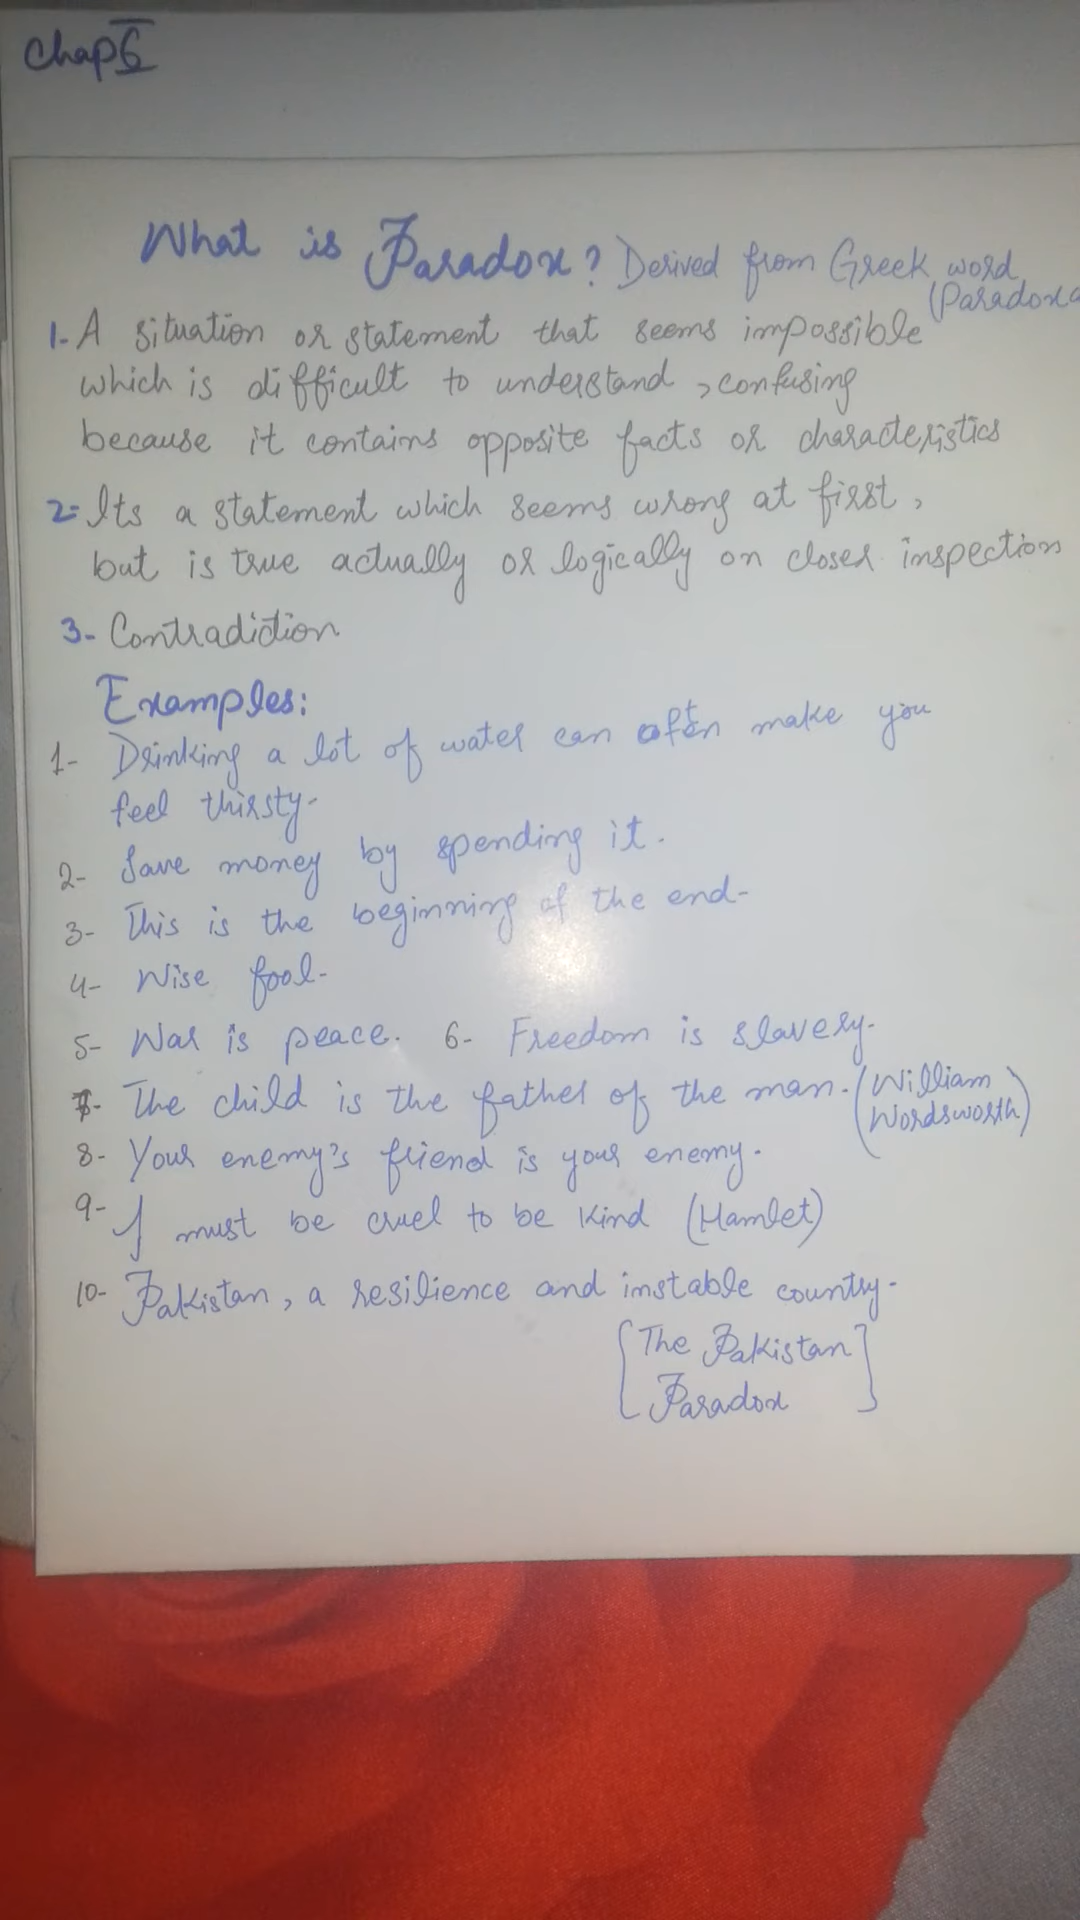 Chap 6
What is Paradox? Derived from Greek word
(Paradoxa
1- A situation or statement that seems impossible
which is difficult to understand, confusing
because it contains opposite facts or characteristics
2- Its a statement which seems wrong at first,
but is true actually or logically on closer inspection
3- Contradiction
Examples:
1- Drinking a lot of water can often make you
feel thirsty-
2- Save money by spending it.
3- This is the beginning of the end-
4- Wise fool-
5- War is peace. 6- Freedom is slavery-
7- The child is the father of the man. (William
Wordsworth)
8- Your enemy's friend is your enemy.
9- I must be cruel to be kind (Hamlet)
10- Pakistan, a resilience and instable country-
[The Pakistan
Paradox]